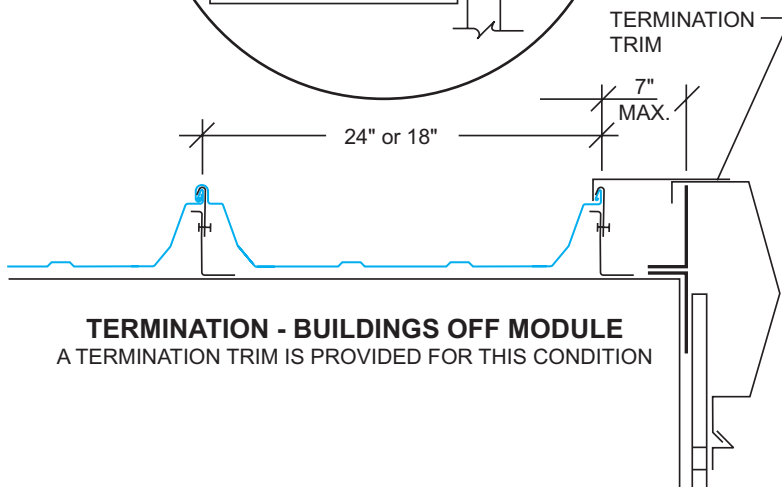 TERMINATION
TRIM
7"
MAX.
24" or 18"
TERMINATION - BUILDINGS OFF MODULE
A TERMINATION TRIM IS PROVIDED FOR THIS CONDITION